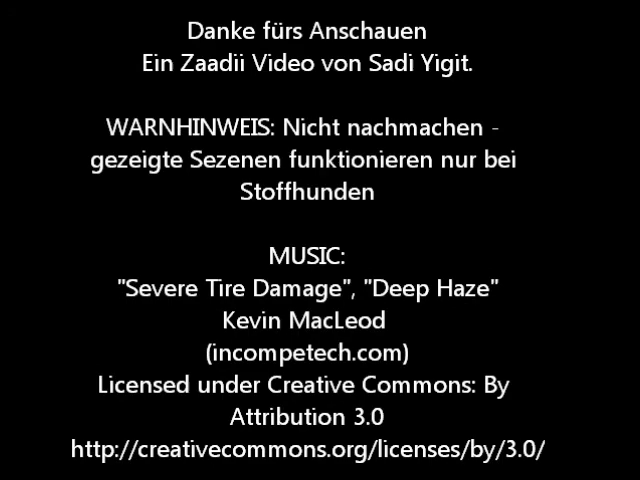 Danke fürs Anschauen
Ein Zaadii Video von Sadi Yigit.
WARNHINWEIS: Nicht nachmachen -
gezeigte Sezenen funktionieren nur bei
Stoffhunden
MUSIC:
"Severe Tire Damage", "Deep Haze"
Kevin MacLeod
(incompetech.com)
Licensed under Creative Commons: By
Attribution 3.0
http://creativecommons.org/licenses/by/3.0/